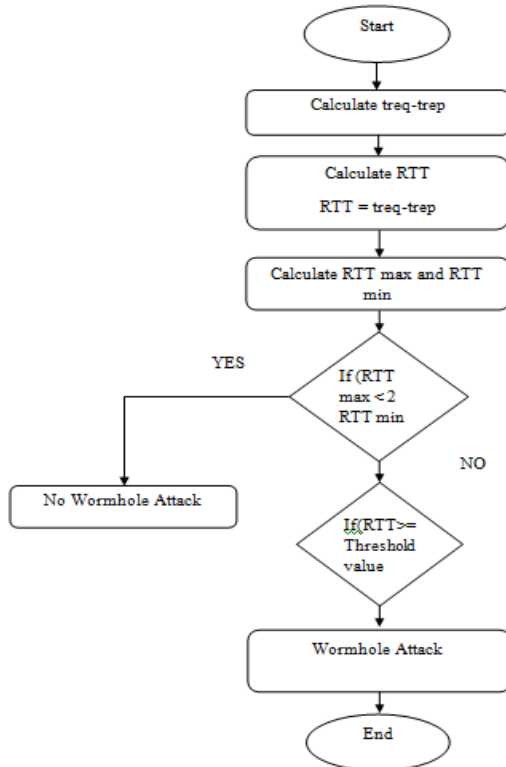 Start
Calculate treq-trep
Calculate RTT
RTT = treq-trep
Calculate RTT max and RTT
min
YES
If (RTT
max < 2
RTT min
No Wormhole Attack
NO
If(RTT>=
Threshold
value
Wormhole Attack
End